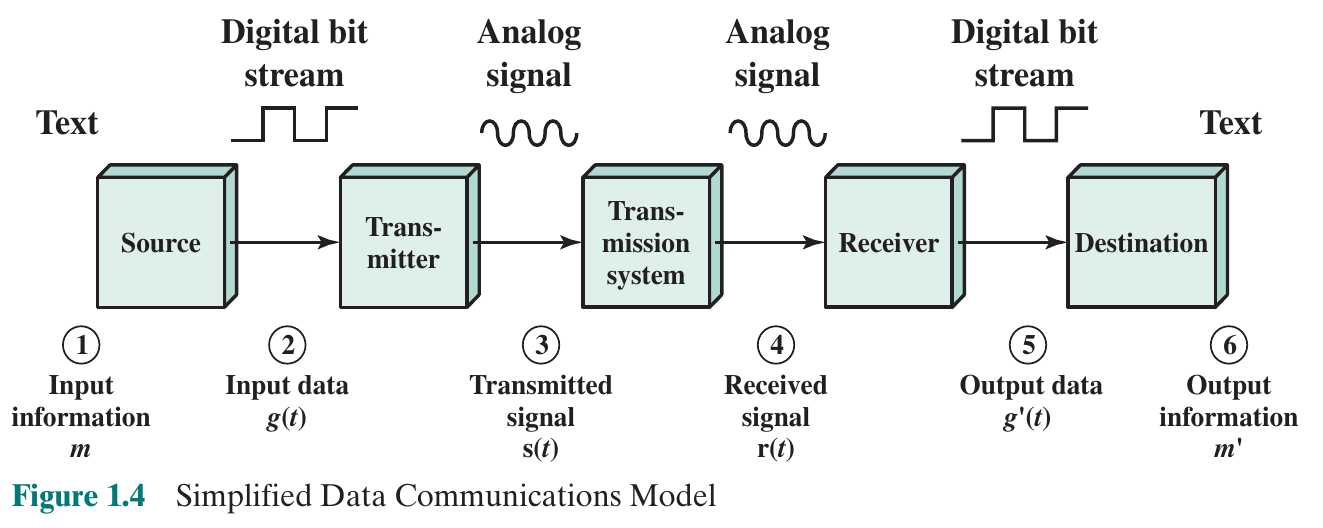 Digital bit
stream
Analog
signal
Analog
signal
Digital bit
stream
Text
Text
Source
Trans-
mitter
Trans-
mission
system
Receiver
Destination
1
Input
information
m
2
Input data
g(t)
3
Transmitted
signal
s(t)
4
Received
signal
r(t)
5
Output data
g'(t)
6
Output
information
m'
Figure 1.4 Simplified Data Communications Model